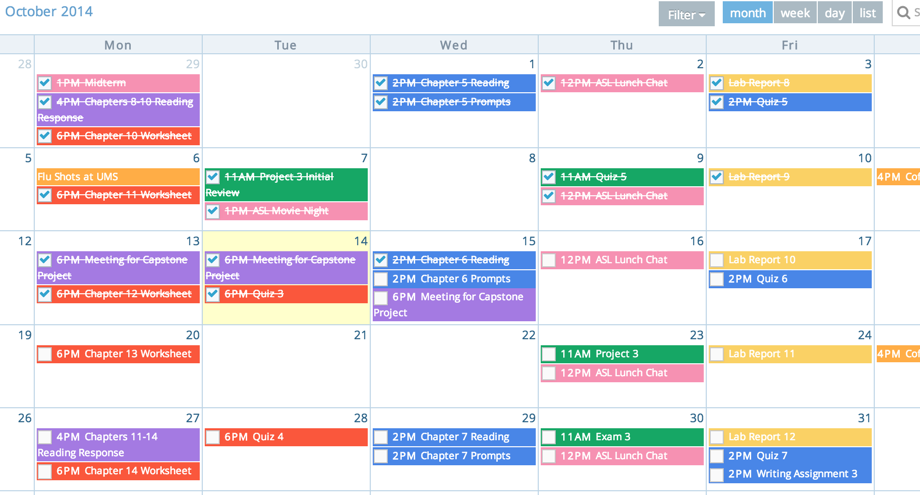 October 2014
Filter
month week day list
S
Mon Tue Wed Thu Fri
28 29 30 1 2 3
1PM Midterm
4PM Chapters 8-10 Reading
Response
6PM Chapter 10 Worksheet
2PM Chapter 5 Reading
2PM Chapter 5 Prompts
12PM ASL Lunch Chat
Lab Report 8
2PM Quiz 5
5 6 7 8 9 10
Flu Shots at UMS
6PM Chapter 11 Worksheet
11AM Project 3 Initial
Review
1PM ASL Movie Night
11AM Quiz 5
12PM ASL Lunch Chat
Lab Report 9
4PM Cof
12 13 14 15 16 17
6PM Meeting for Capstone
Project
6PM Chapter 12 Worksheet
6PM Meeting for Capstone
Project
6PM Quiz 3
2PM Chapter 6 Reading
2PM Chapter 6 Prompts
6PM Meeting for Capstone
Project
12PM ASL Lunch Chat
Lab Report 10
2PM Quiz 6
19 20 21 22 23 24
6PM Chapter 13 Worksheet
11AM Project 3
12PM ASL Lunch Chat
Lab Report 11
4PM Cof
26 27 28 29 30 31
4PM Chapters 11-14
Reading Response
6PM Chapter 14 Worksheet
6PM Quiz 4
2PM Chapter 7 Reading
2PM Chapter 7 Prompts
11AM Exam 3
12PM ASL Lunch Chat
Lab Report 12
2PM Quiz 7
2PM Writing Assignment 3